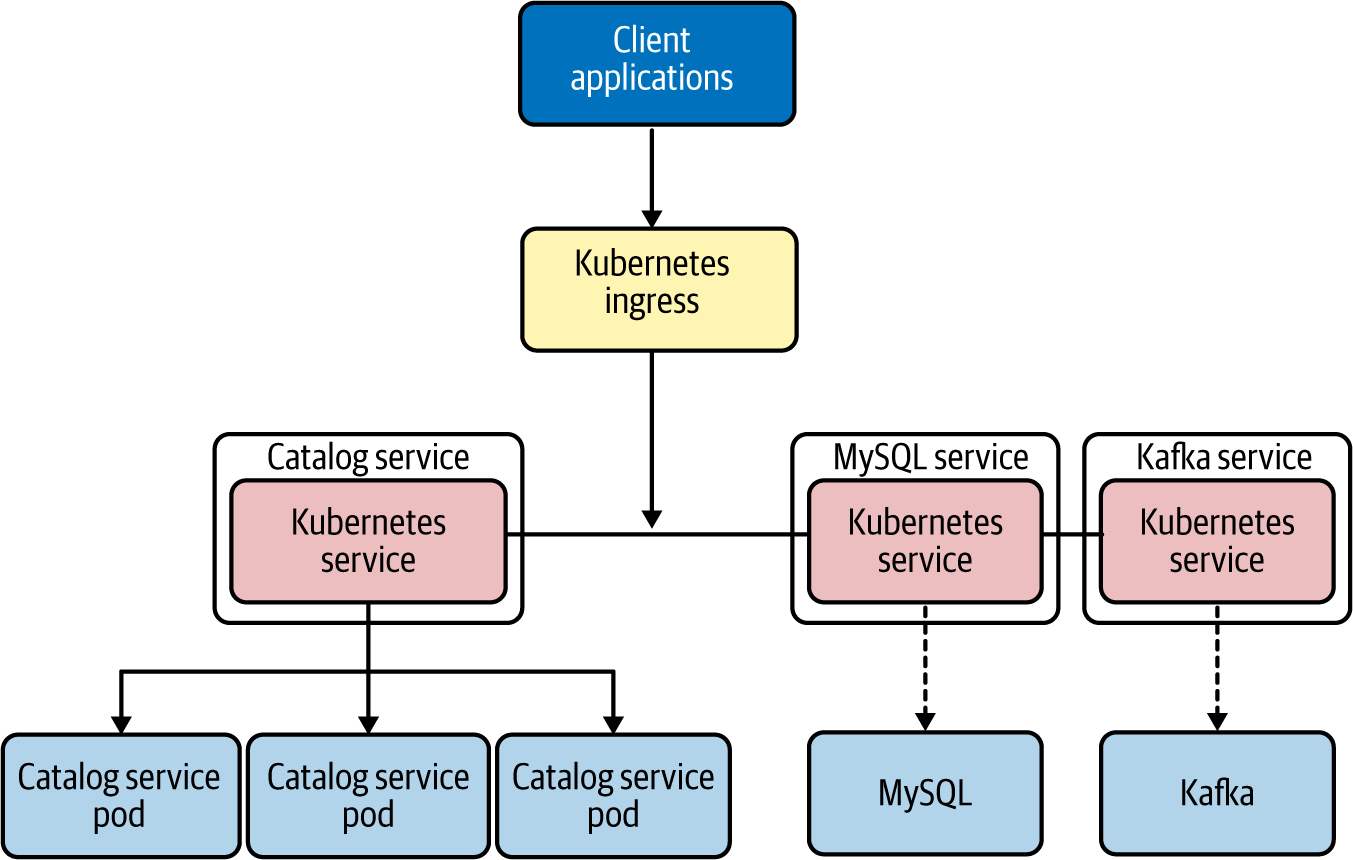 Client
applications
Kubernetes
ingress
Catalog service
Kubernetes
service
MySQL service
Kubernetes
service
Kafka service
Kubernetes
service
Catalog service
pod
Catalog service
pod
Catalog service
pod
MySQL
Kafka